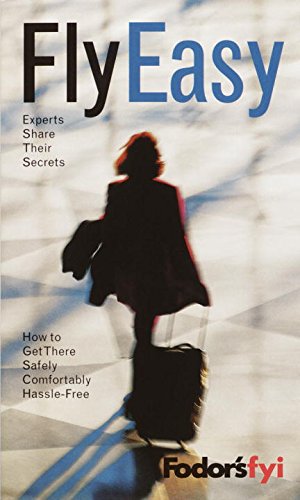 FlyEasy
Experts
Share
Their
Secrets
How to
Get There
Safely
Comfortably
Hassle-Free
Fodor'sfyi